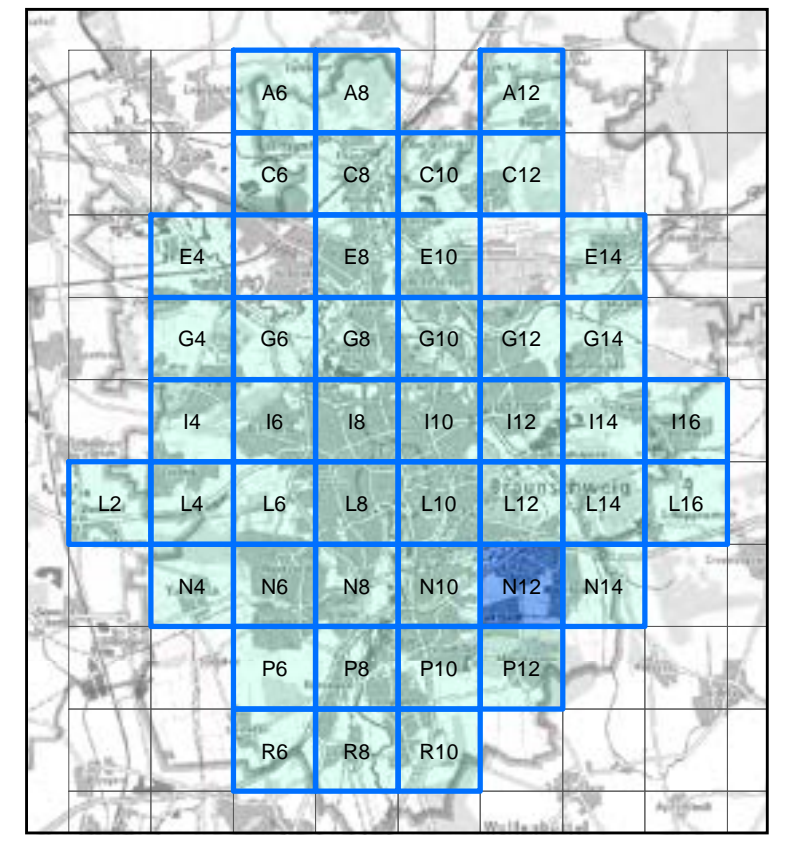 A6 A8 A12
C6 C8 C10 C12
E4 E8 E10 E14
G4 G6 G8 G10 G12 G14
I4 I6 I8 I10 I12 I14 I16
Braunschweig
L2 L4 L6 L8 L10 L12 L14 L16
N4 N6 N8 N10 N12 N14
P6 P8 P10 P12
R6 R8 R10
Wolfenbüttel